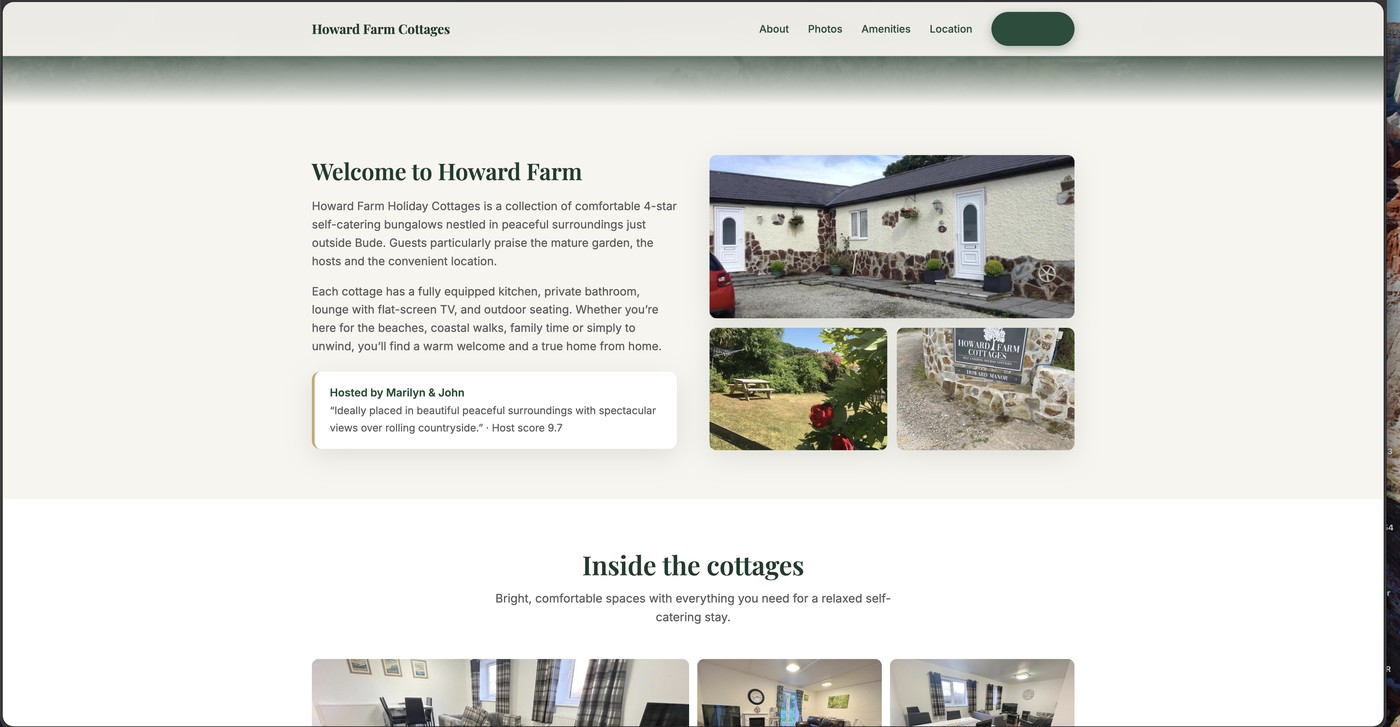 Howard Farm Cottages
About Photos Amenities Location
Welcome to Howard Farm
Howard Farm Holiday Cottages is a collection of comfortable 4-star
self-catering bungalows nestled in peaceful surroundings just
outside Bude. Guests particularly praise the mature garden, the
hosts and the convenient location.
Each cottage has a fully equipped kitchen, private bathroom,
lounge with flat-screen TV, and outdoor seating. Whether you’re
here for the beaches, coastal walks, family time or simply to
unwind, you’ll find a warm welcome and a true home from home.
Hosted by Marilyn & John
“Ideally placed in beautiful peaceful surroundings with spectacular
views over rolling countryside.” · Host score 9.7
HOWARD FARM
COTTAGES
HOWARD MANOR
Inside the cottages
Bright, comfortable spaces with everything you need for a relaxed self-
catering stay.